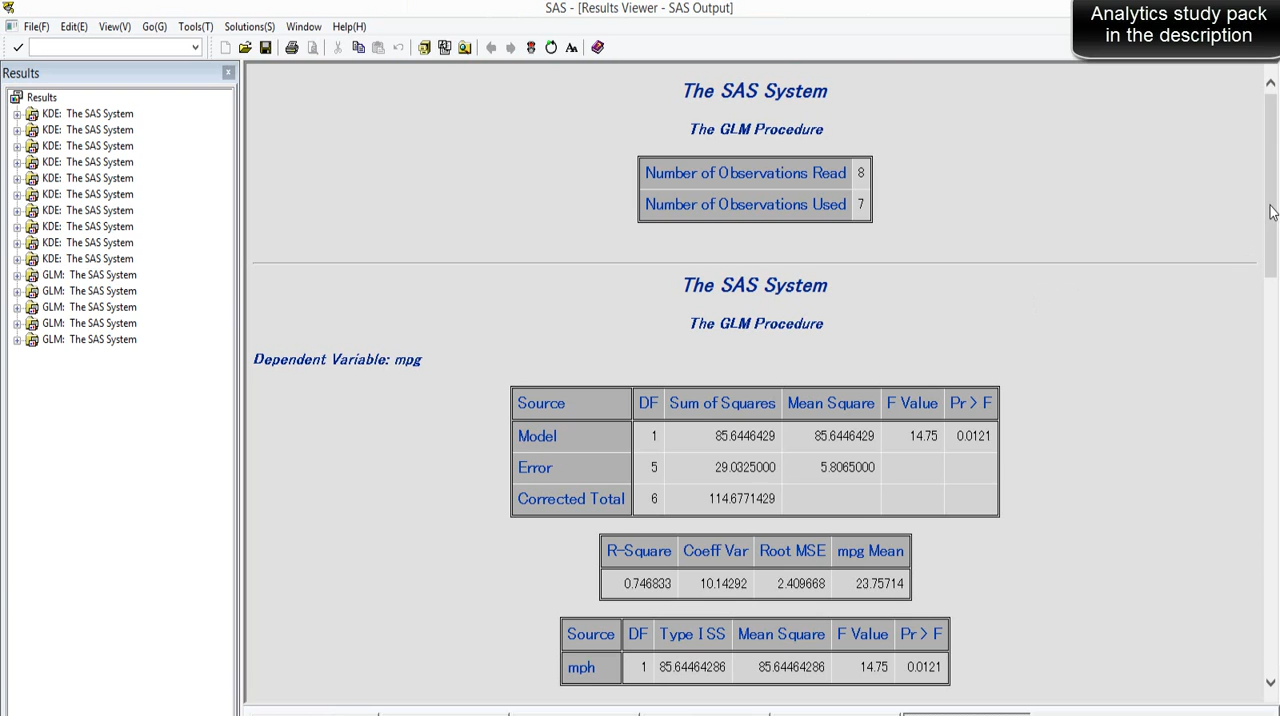 SAS - [Results Viewer - SAS Output]
Analytics study pack
in the description
File(F) Edit(E) View(V) Go(G) Tools(T) Solutions(S) Window Help(H)
Results
Results
KDE: The SAS System
KDE: The SAS System
KDE: The SAS System
KDE: The SAS System
KDE: The SAS System
KDE: The SAS System
KDE: The SAS System
KDE: The SAS System
KDE: The SAS System
KDE: The SAS System
GLM: The SAS System
GLM: The SAS System
GLM: The SAS System
GLM: The SAS System
GLM: The SAS System
The SAS System
The GLM Procedure
Number of Observations Read 8
Number of Observations Used 7
The SAS System
The GLM Procedure
Dependent Variable: mpg
Source DF Sum of Squares Mean Square F Value Pr > F
Model 1 85.6446429 85.6446429 14.75 0.0121
Error 5 29.0325000 5.8065000
Corrected Total 6 114.6771429
R-Square Coeff Var Root MSE mpg Mean
0.746833 10.14292 2.409668 23.75714
Source DF Type I SS Mean Square F Value Pr > F
mph 1 85.64464286 85.64464286 14.75 0.0121